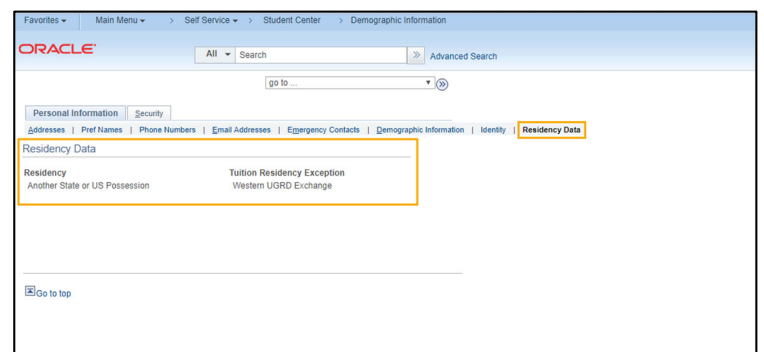 Favorites Main Menu > Self Service > Student Center > Demographic Information
ORACLE
All Search Advanced Search
go to ...
Personal Information Security
Addresses | Pref Names | Phone Numbers | Email Addresses | Emergency Contacts | Demographic Information | Identity | Residency Data
Residency Data
Residency Tuition Residency Exception
Another State or US Possession Western UGRD Exchange
Go to top